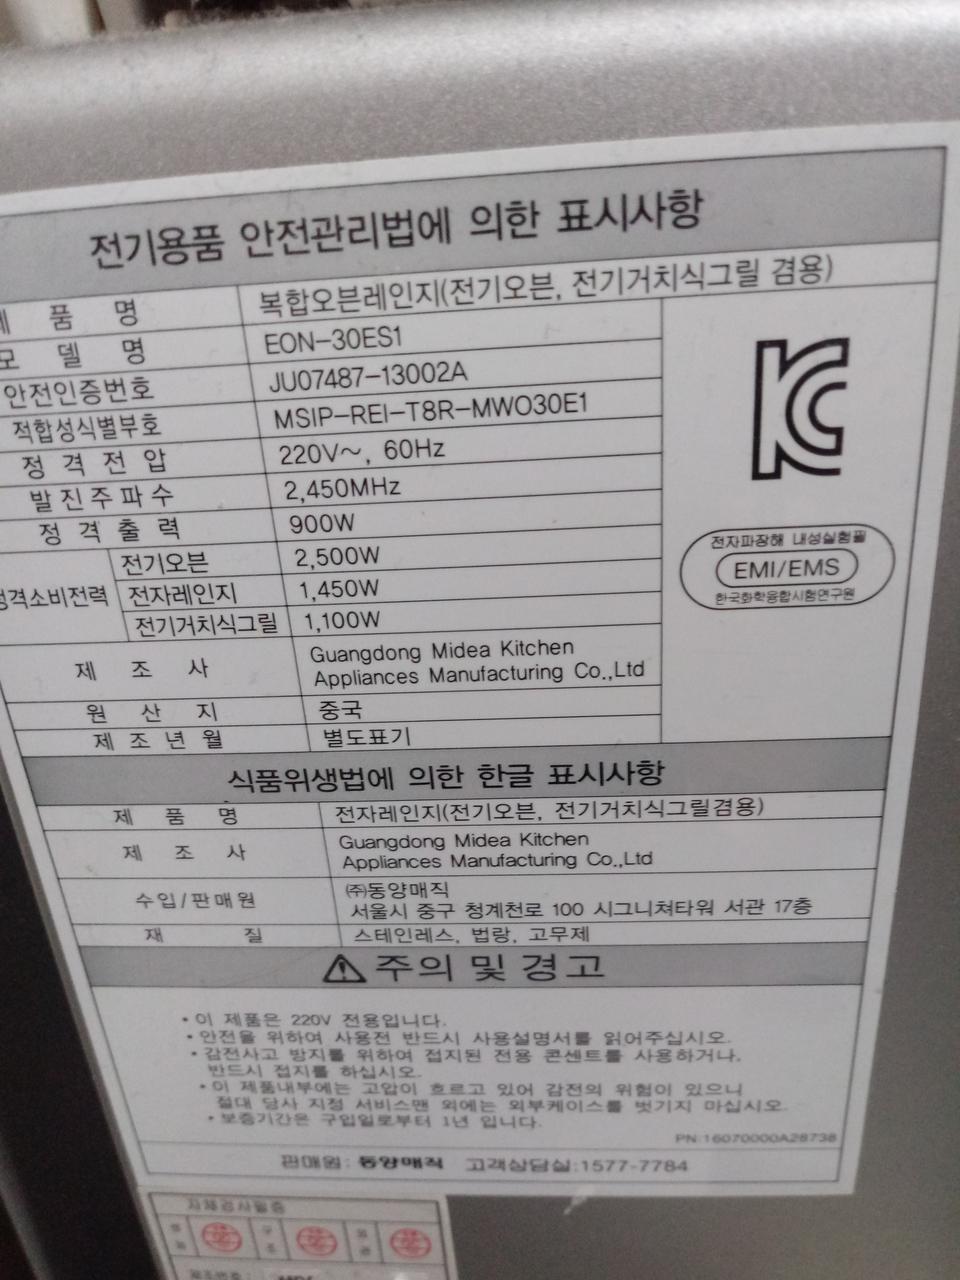 전기용품 안전관리법에 의한 표시사항
품 명 복합오븐레인지(전기오븐, 전기거치식그릴 겸용)
모 델 명 EON-30ES1
안전인증번호 JU07487-13002A
적합성식별부호 MSIP-REI-T8R-MWO30E1
정 격 전 압 220V~, 60Hz
발 진 주 파 수 2,450MHz
정 격 출 력 900W
정격소비전력 전기오븐 2,500W
전자레인지 1,450W
전기거치식그릴 1,100W
제 조 사 Guangdong Midea Kitchen
Appliances Manufacturing Co.,Ltd
원 산 지 중국
제 조 년 월 별도표기
KC
전자파장해 내성실험필
EMI/EMS
한국화학융합시험연구원
식품위생법에 의한 한글 표시사항
제 품 명 전자레인지(전기오븐, 전기거치식그릴겸용)
제 조 사 Guangdong Midea Kitchen
Appliances Manufacturing Co.,Ltd
수입/판매원 ㈜동양매직
서울시 중구 청계천로 100 시그니쳐타워 서관 17층
재 질 스테인레스, 법랑, 고무제
⚠주의 및 경고
• 이 제품은 220V 전용입니다.
• 안전을 위하여 사용전 반드시 사용설명서를 읽어주십시오.
• 감전사고 방지를 위하여 접지된 전용 콘센트를 사용하거나,
반드시 접지를 하십시오.
• 이 제품내부에는 고압이 흐르고 있어 감전의 위험이 있으니
절대 당사 지정 서비스맨 외에는 외부케이스를 벗기지 마십시오.
• 보증기간은 구입일로부터 1년 입니다.
PN:16070000A28738
판매원: 동양매직 고객상담실:1577-7784
자체검사필증
제조번호: